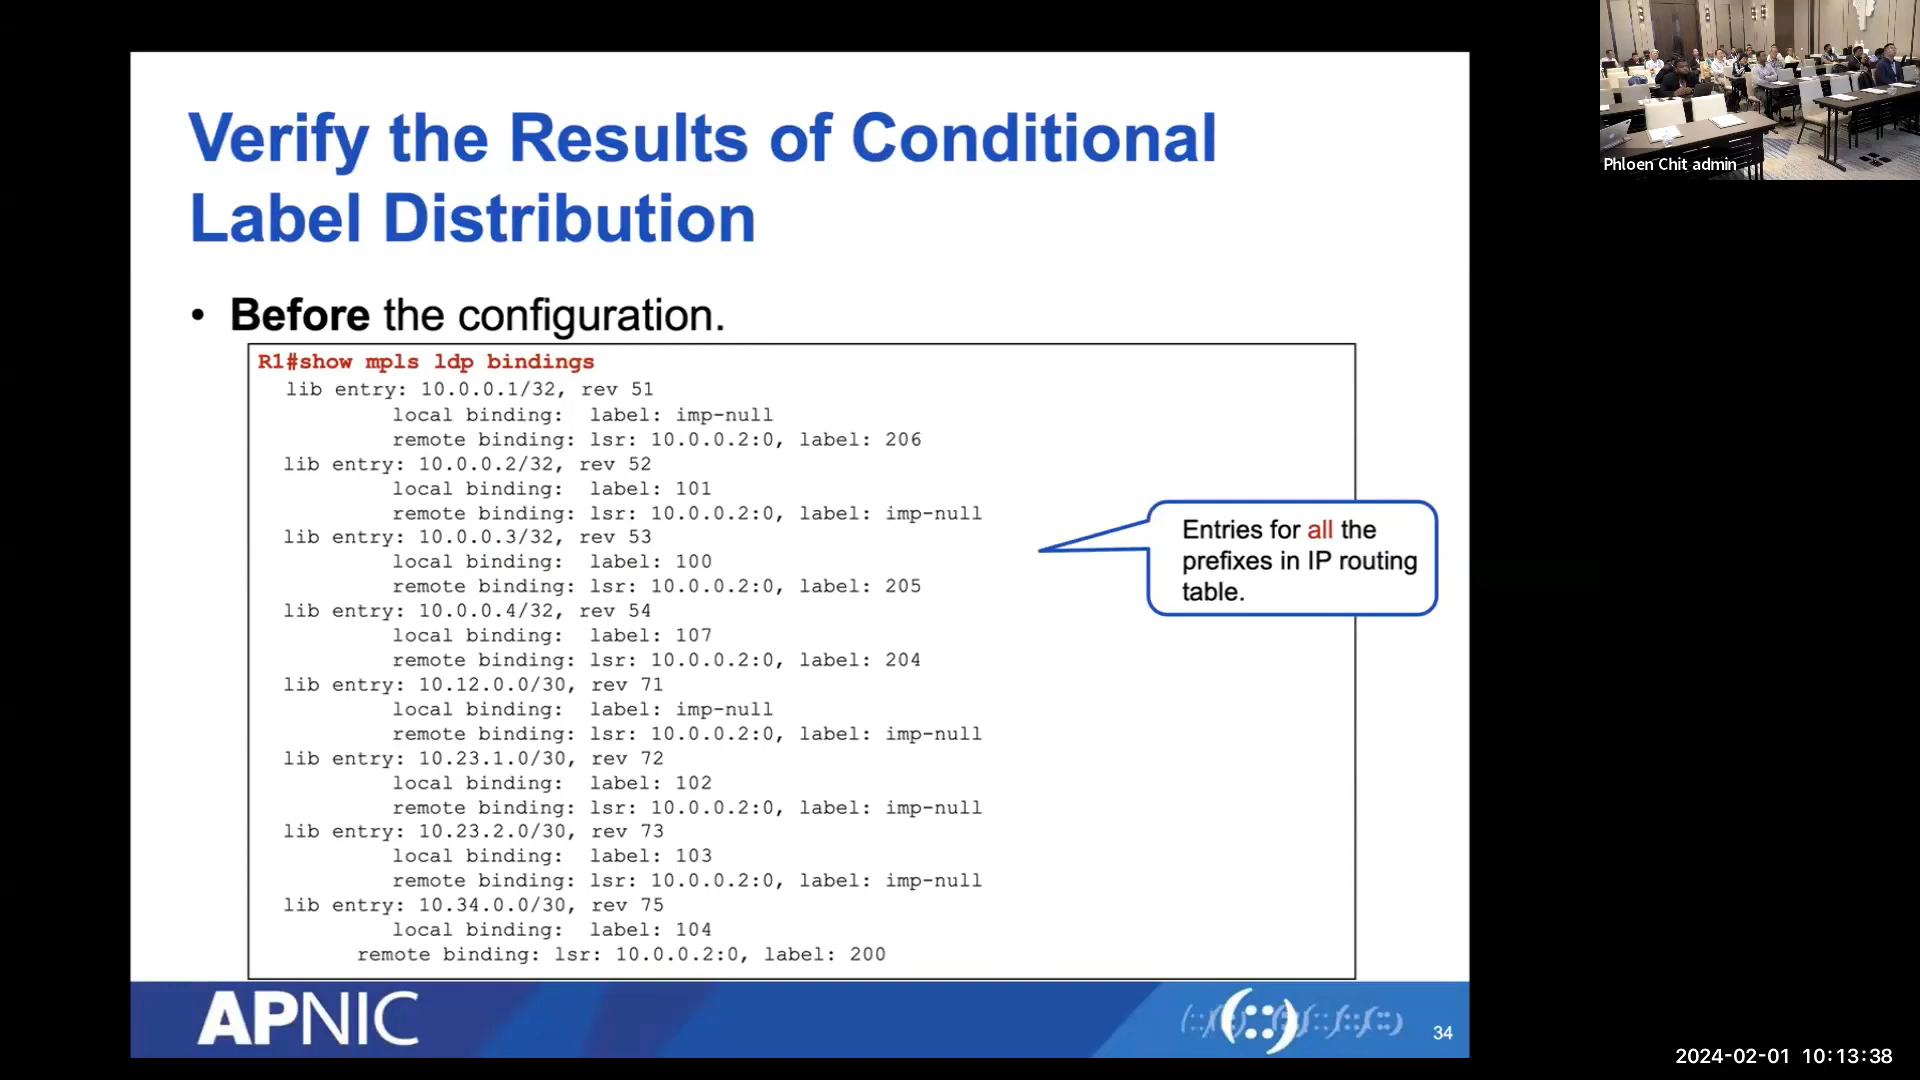 Verify the Results of Conditional
Label Distribution
• Before the configuration.
R1#show mpls ldp bindings
lib entry: 10.0.0.1/32, rev 51
local binding:  label: imp-null
remote binding: lsr: 10.0.0.2:0, label: 206
lib entry: 10.0.0.2/32, rev 52
local binding:  label: 101
remote binding: lsr: 10.0.0.2:0, label: imp-null
lib entry: 10.0.0.3/32, rev 53
local binding:  label: 100
remote binding: lsr: 10.0.0.2:0, label: 205
lib entry: 10.0.0.4/32, rev 54
local binding:  label: 107
remote binding: lsr: 10.0.0.2:0, label: 204
lib entry: 10.12.0.0/30, rev 71
local binding:  label: imp-null
remote binding: lsr: 10.0.0.2:0, label: imp-null
lib entry: 10.23.1.0/30, rev 72
local binding:  label: 102
remote binding: lsr: 10.0.0.2:0, label: imp-null
lib entry: 10.23.2.0/30, rev 73
local binding:  label: 103
remote binding: lsr: 10.0.0.2:0, label: imp-null
lib entry: 10.34.0.0/30, rev 75
local binding:  label: 104
remote binding: lsr: 10.0.0.2:0, label: 200
Entries for all the
prefixes in IP routing
table.
APNIC
34
Phloen Chit admin
2024-02-01 10:13:38